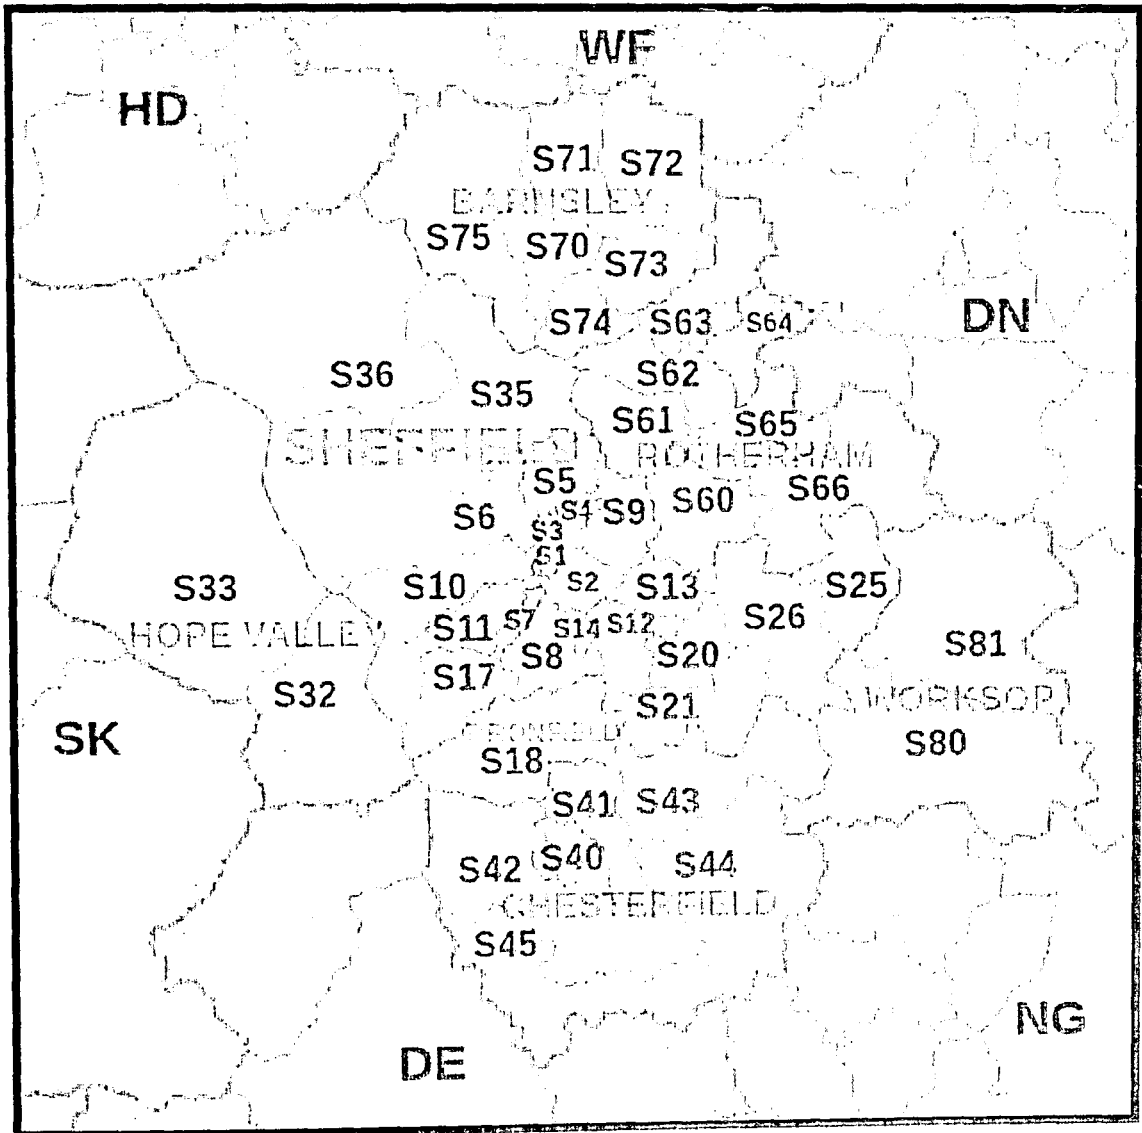 WF
HD
S71 S72
BARNSLEY
S75 S70 S73
DN
S74 S63 S64
S36 S35 S62
S61 S65
SHEFFIELD ROTHERHAM
S5 S66
S6 S4 S9 S60
S3
S1
S33 S10 S2 S13 S25
HOPE VALLEY S11 S7 S14 S12 S26
S8 S20 S81
S17
S32 S21 WORKSOP
SK DRONFIELD S80
S18
S41 S43
S42 S40 S44
CHESTERFIELD
S45
NG
DE